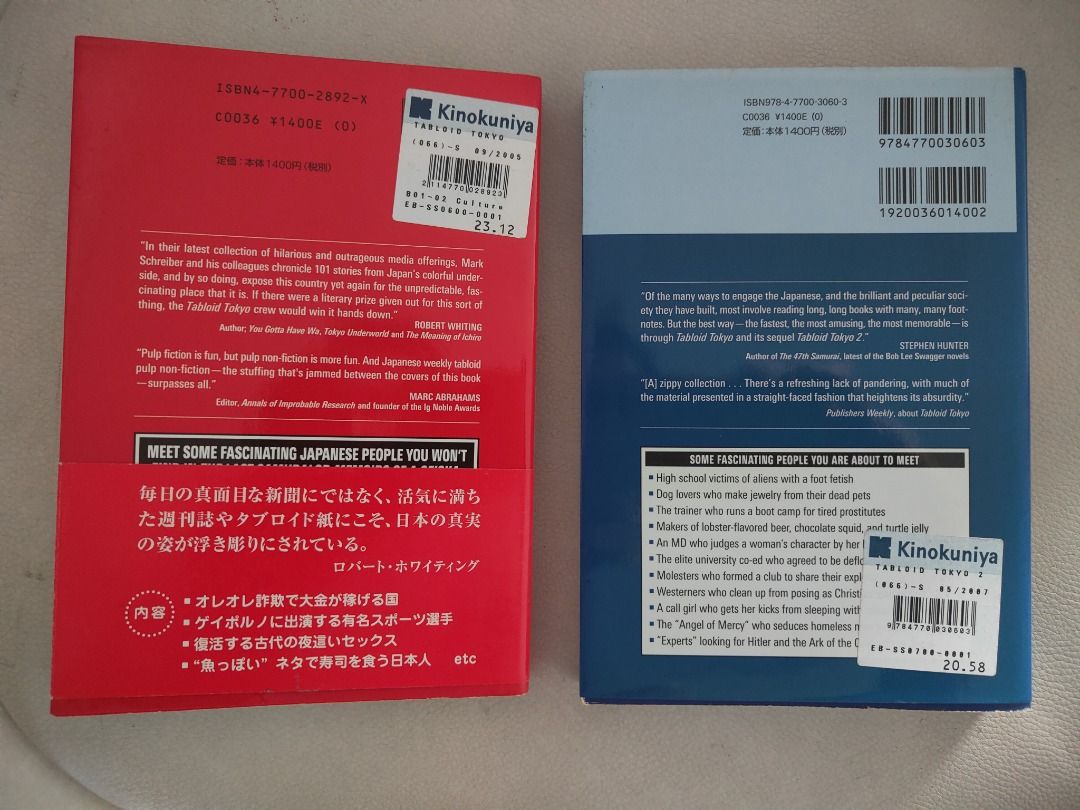 ISBN4-7700-2892-X
C0036 ¥1400E (0)
定価:本体1400円(税別)
Kinokuniya
TABLOID TOKYO
(066)-S 09/2005
2114770028923
B01-02 Culture
EB-SS0600-0001
23.12
"In their latest collection of hilarious and outrageous media offerings, Mark
Schreiber and his colleagues chronicle 101 stories from Japan's colorful under-
side, and by so doing, expose this country yet again for the unpredictable, fas-
cinating place that it is. If there were a literary prize given out for this sort of
thing, the Tabloid Tokyo crew would win it hands down."
ROBERT WHITING
Author; You Gotta Have Wa, Tokyo Underworld and The Meaning of Ichiro
"Pulp fiction is fun, but pulp non-fiction is more fun. And Japanese weekly tabloid
pulp non-fiction—the stuffing that's jammed between the covers of this book
—surpasses all."
MARC ABRAHAMS
Editor, Annals of Improbable Research and founder of the Ig Noble Awards
MEET SOME FASCINATING JAPANESE PEOPLE YOU WON'T
毎日の真面目な新聞にではなく、活気に満ち
た週刊誌やタブロイド紙にこそ、日本の真実
の姿が浮き彫りにされている。
ロバート・ホワイティング
内容
■ オレオレ詐欺で大金が稼げる国
■ ゲイポルノに出演する有名スポーツ選手
■ 復活する古代の夜這いセックス
■ "魚っぽい" ネタで寿司を食う日本人 etc
ISBN978-4-7700-3060-3
C0036 ¥1400E (0)
定価:本体1400円(税別)
9784770030603
1920036014002
"Of the many ways to engage the Japanese, and the brilliant and peculiar soci-
ety they have built, most involve reading long, long books with many, many foot-
notes. But the best way—the fastest, the most amusing, the most memorable—is
through Tabloid Tokyo and its sequel Tabloid Tokyo 2."
STEPHEN HUNTER
Author of The 47th Samurai, latest of the Bob Lee Swagger novels
"[A] zippy collection . . . There's a refreshing lack of pandering, with much of
the material presented in a straight-faced fashion that heightens its absurdity."
Publishers Weekly, about Tabloid Tokyo
SOME FASCINATING PEOPLE YOU ARE ABOUT TO MEET
■ High school victims of aliens with a foot fetish
■ Dog lovers who make jewelry from their dead pets
■ The trainer who runs a boot camp for tired prostitutes
■ Makers of lobster-flavored beer, chocolate squid, and turtle jelly
■ An MD who judges a woman's character by her
■ The elite university co-ed who agreed to be
■ Molesters who formed a club to share their
■ Westerners who clean up from posing as
■ A call girl who gets her kicks from sleeping with
■ The "Angel of Mercy" who seduces homeless
■ "Experts" looking for Hitler and the Ark of the
Kinokuniya
TABLOID TOKYO 2
(066)-S 05/2007
9784770030603
EB-SS0700-0001
20.58